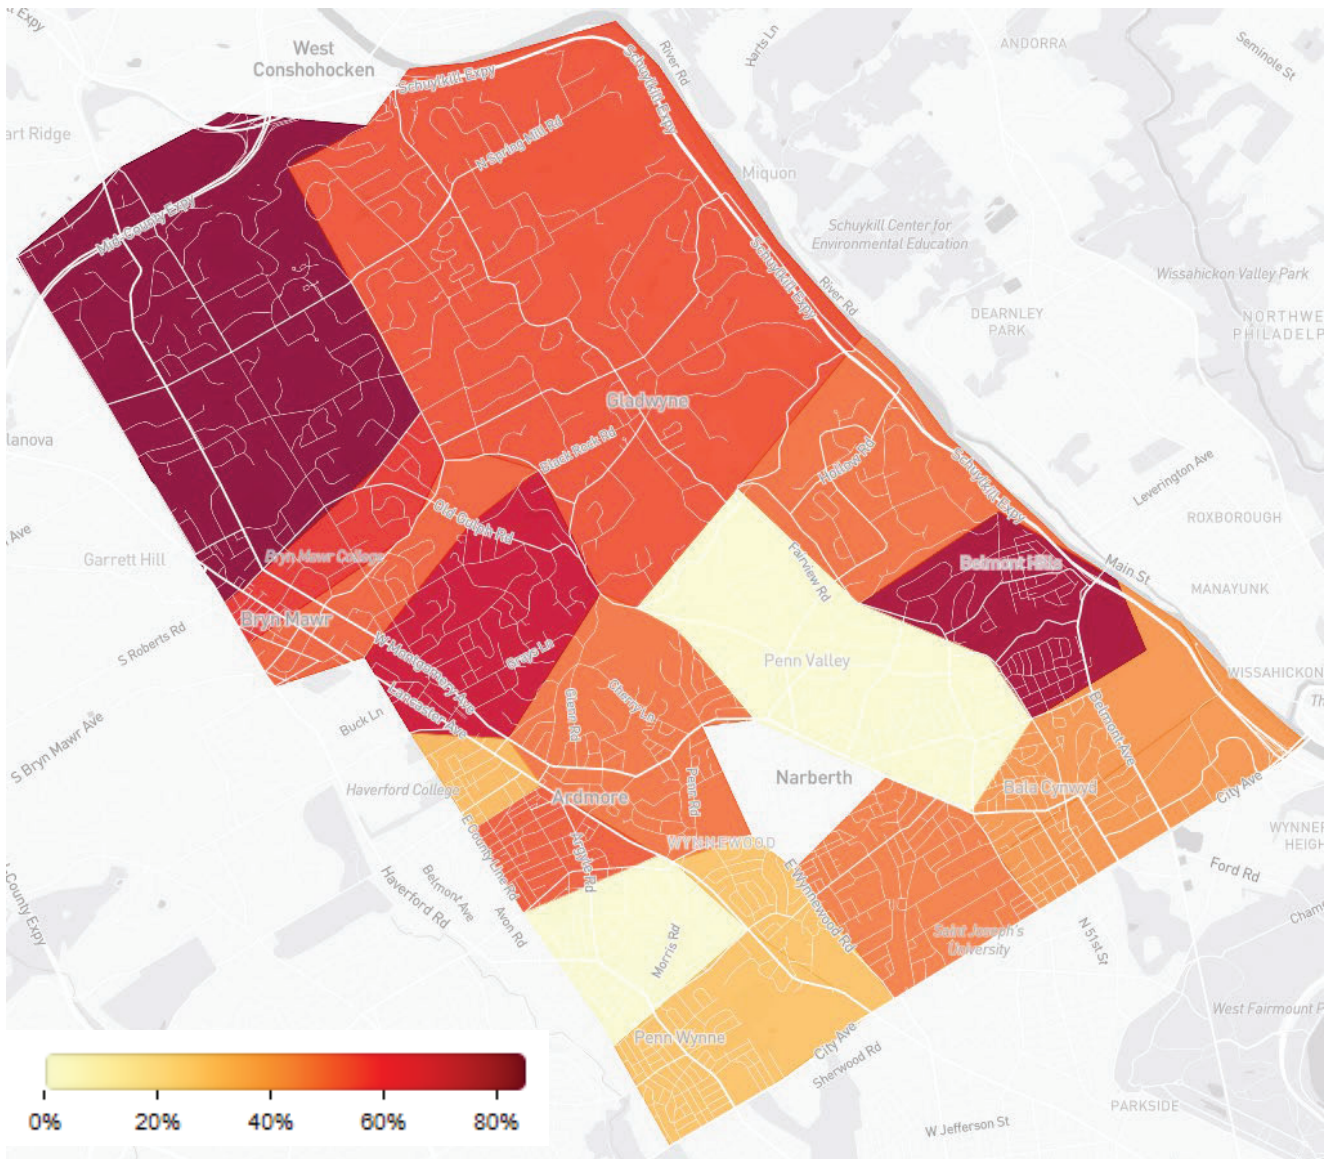 t Expy
West
Conshohocken
Schuylkill Expy
Schuylkill Expy
River Rd
Harts Ln
ANDORRA
Seminole St
art Ridge
N Spring Mill Rd
Miquon
Mid-County Expy
Schuykill Center for
Environmental Education
Schuylkill Expy
River Rd
Wissahickon Valley Park
DEARNLEY
PARK
NORTHWE
PHILADELP
Gladwyne
lanova
Black Rock Rd
Hollow Rd
Schuylkill Expy
Leverington Ave
Old Gulph Rd
ROXBOROUGH
Ave
Garrett Hill
Bryn Mawr College
Fairview Rd
Belmont Hills
Main St
MANAYUNK
Bryn Mawr
S Roberts Rd
W Montgomery Ave
Grays Ln
Penn Valley
WISSAHICKON
Th
Lancaster Ave
Cherry Ln
Glenn Rd
Buck Ln
Belmont Ave
S Bryn Mawr Ave
Haverford College
Penn Rd
Narberth
Bala Cynwyd
City Ave
Ardmore
E County Line Rd
Argyle Rd
WYNNEWOOD
WYNNER
HEIGH
Ford Rd
County Expy
Haverford Rd
Belmont Ave
Avon Rd
E Wynnewood Rd
Cham
Morris Rd
Saint Joseph's
University
N 51st St
West Fairmount P
Penn Wynne
City Ave
Sherwood Rd
PARKSIDE
W Jefferson St
0% 20% 40% 60% 80%